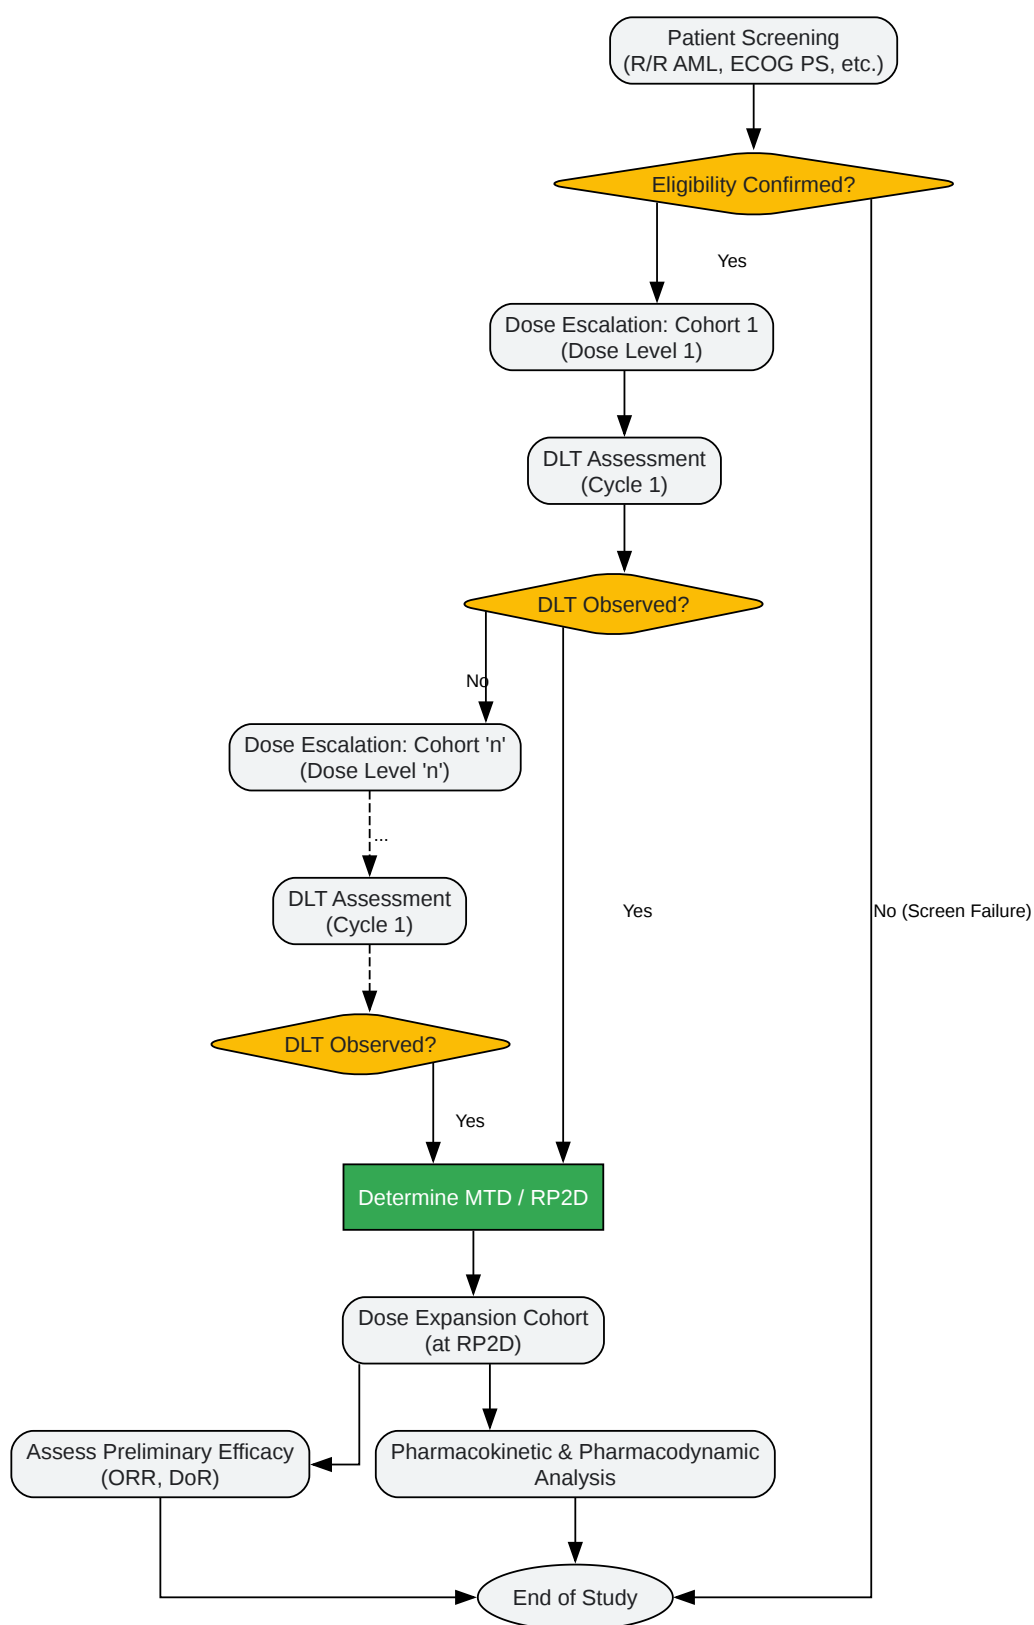 Patient Screening
(R/R AML, ECOG PS, etc.)
Eligibility Confirmed?
Yes
Dose Escalation: Cohort 1
(Dose Level 1)
DLT Assessment
(Cycle 1)
DLT Observed?
No
Dose Escalation: Cohort 'n'
(Dose Level 'n')
...
DLT Assessment
(Cycle 1)
Yes
No (Screen Failure)
DLT Observed?
Yes
Determine MTD / RP2D
Dose Expansion Cohort
(at RP2D)
Assess Preliminary Efficacy
(ORR, DoR)
Pharmacokinetic & Pharmacodynamic
Analysis
End of Study